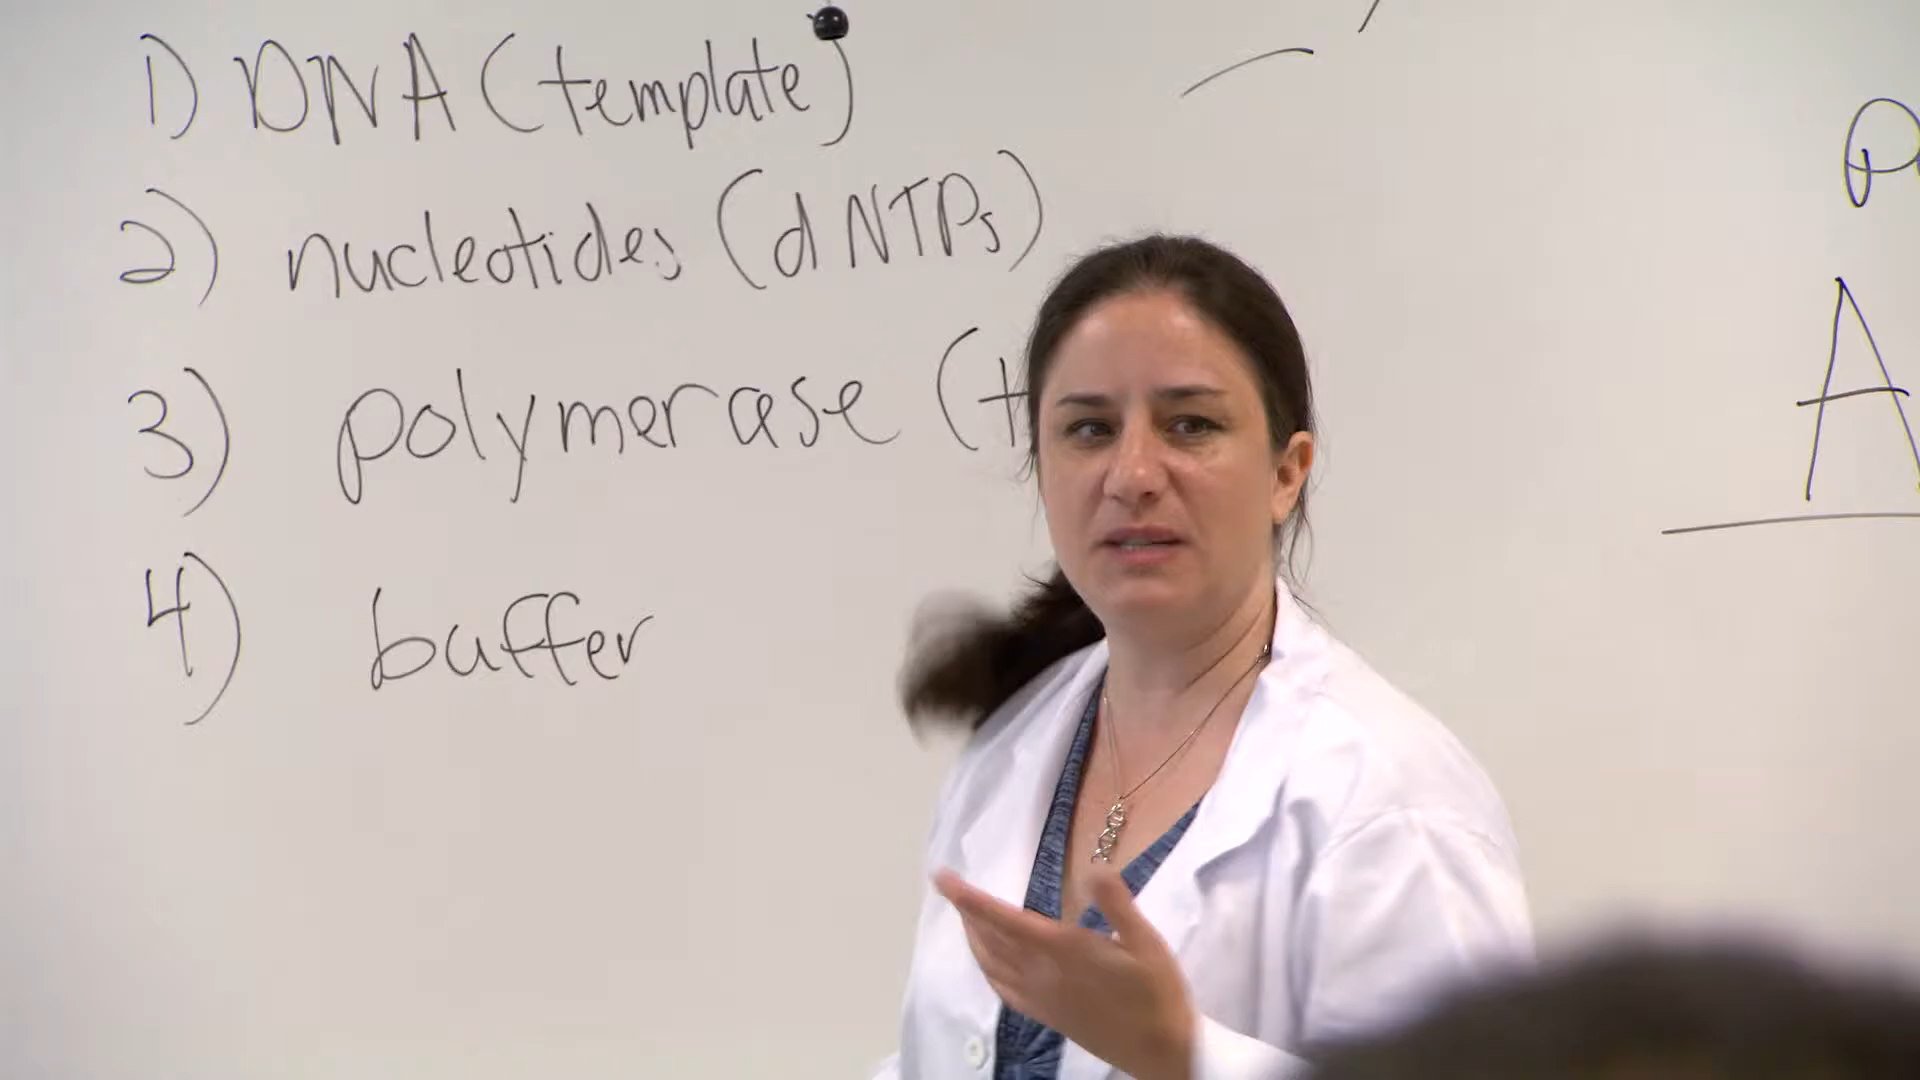 1) DNA (template)
2) nucleotides (dNTPs)
3) polymerase (t
4) buffer
A